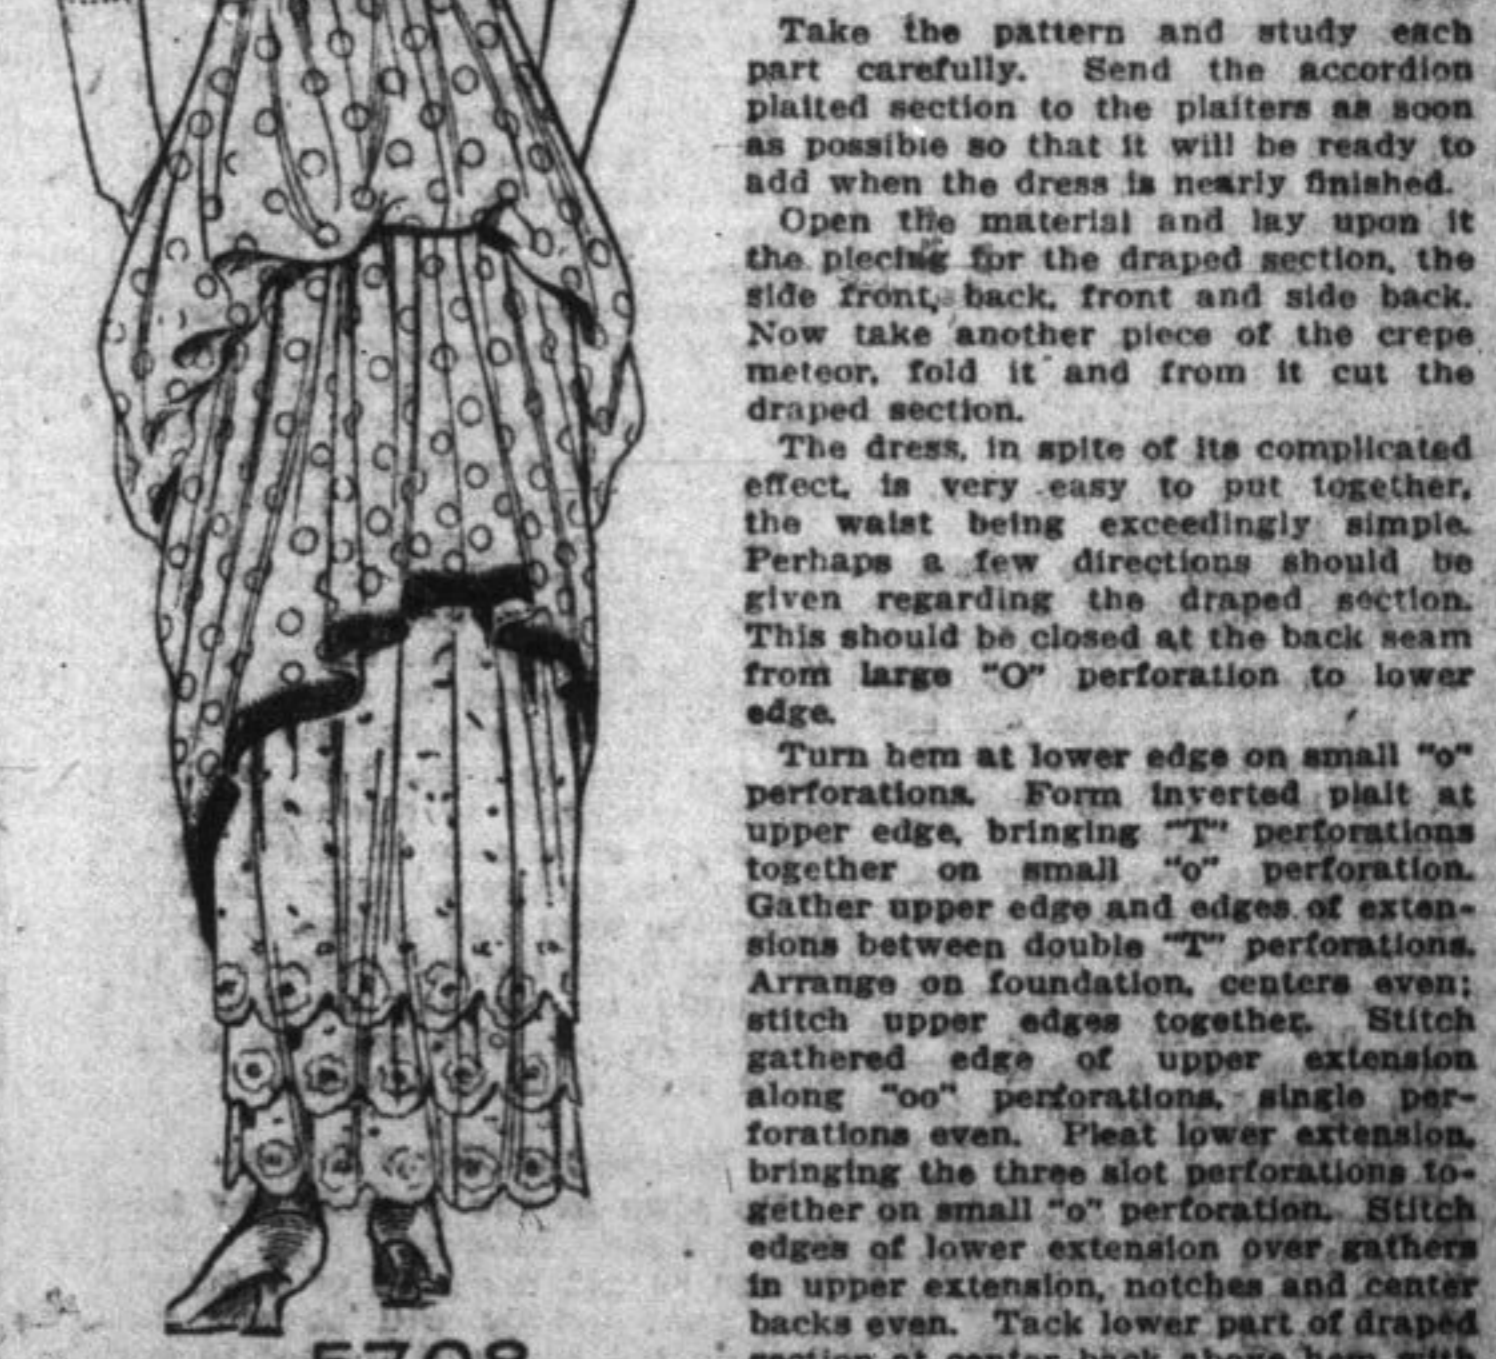 Take the pattern and study each
part carefully. Send the accordion
plaited section to the plaiters as soon
as possible so that it will be ready to
add when the dress is nearly finished.
Open the material and lay upon it
the piecing for the draped section, the
side front, back, front and side back.
Now take another piece of the crepe
meteor, fold it and from it cut the
draped section.
The dress, in spite of its complicated
effect, is very easy to put together,
the waist being exceedingly simple.
Perhaps a few directions should be
given regarding the draped section.
This should be closed at the back seam
from large "O" perforation to lower
edge.
Turn hem at lower edge on small "o"
perforations. Form inverted plait at
upper edge, bringing "T" perforations
together on small "o" perforation.
Gather upper edge and edges of exten-
sions between double "T" perforations.
Arrange on foundation, centers even;
stitch upper edges together. Stitch
gathered edge of upper extension
along "oo" perforations, single per-
forations even. Pleat lower extension,
bringing the three slot perforations to-
gether on small "o" perforation. Stitch
edges of lower extension over gathers
in upper extension, notches and center
backs even. Tack lower part of draped
section at center back above hem with
5708